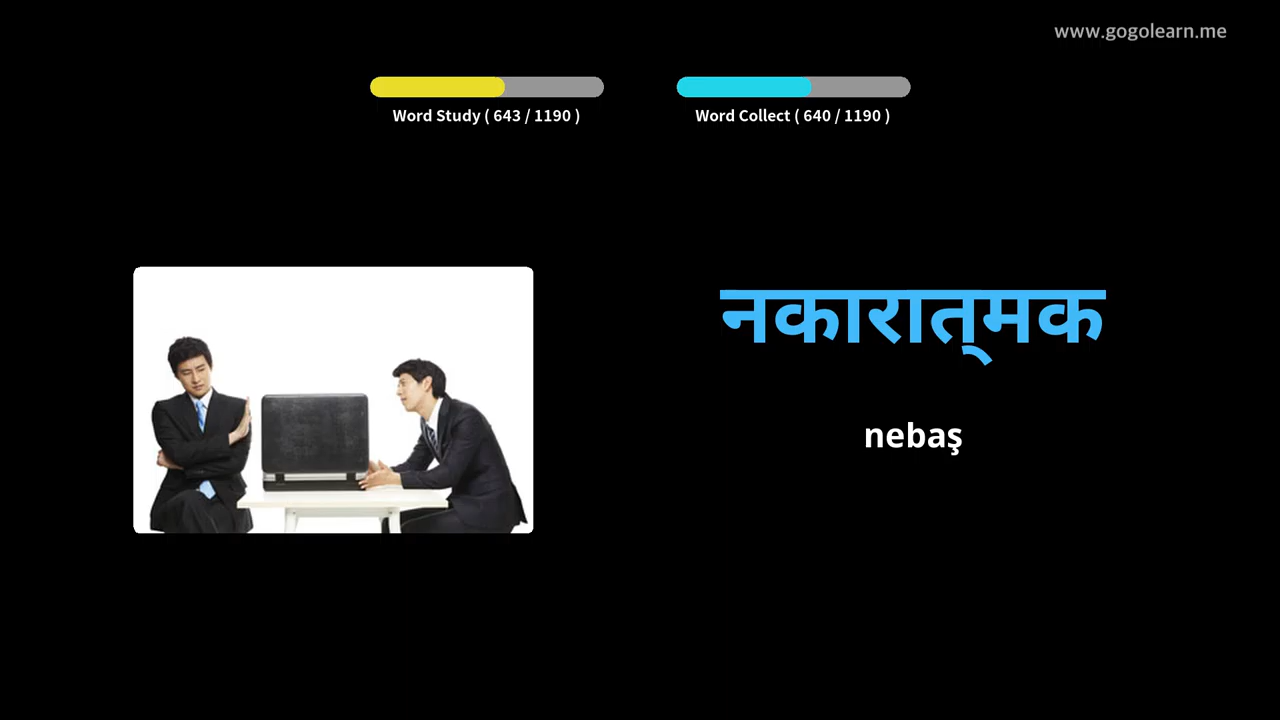 www.gogolearn.me
Word Study ( 643 / 1190 )
Word Collect ( 640 / 1190 )
नकारात्‌मक
nebaş